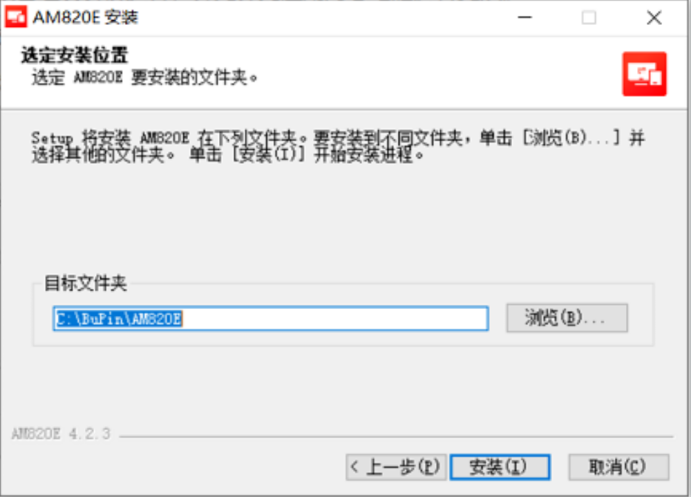 AM820E 安装
选定安装位置
选定 AM820E 要安装的文件夹。
Setup 将安装 AM820E 在下列文件夹。要安装到不同文件夹，单击 [浏览(B)...] 并
选择其他的文件夹。 单击 [安装(I)] 开始安装进程。
目标文件夹
C:\BuPin\AM820E
浏览(B)...
AM820E 4.2.3
< 上一步(P)
安装(I)
取消(C)